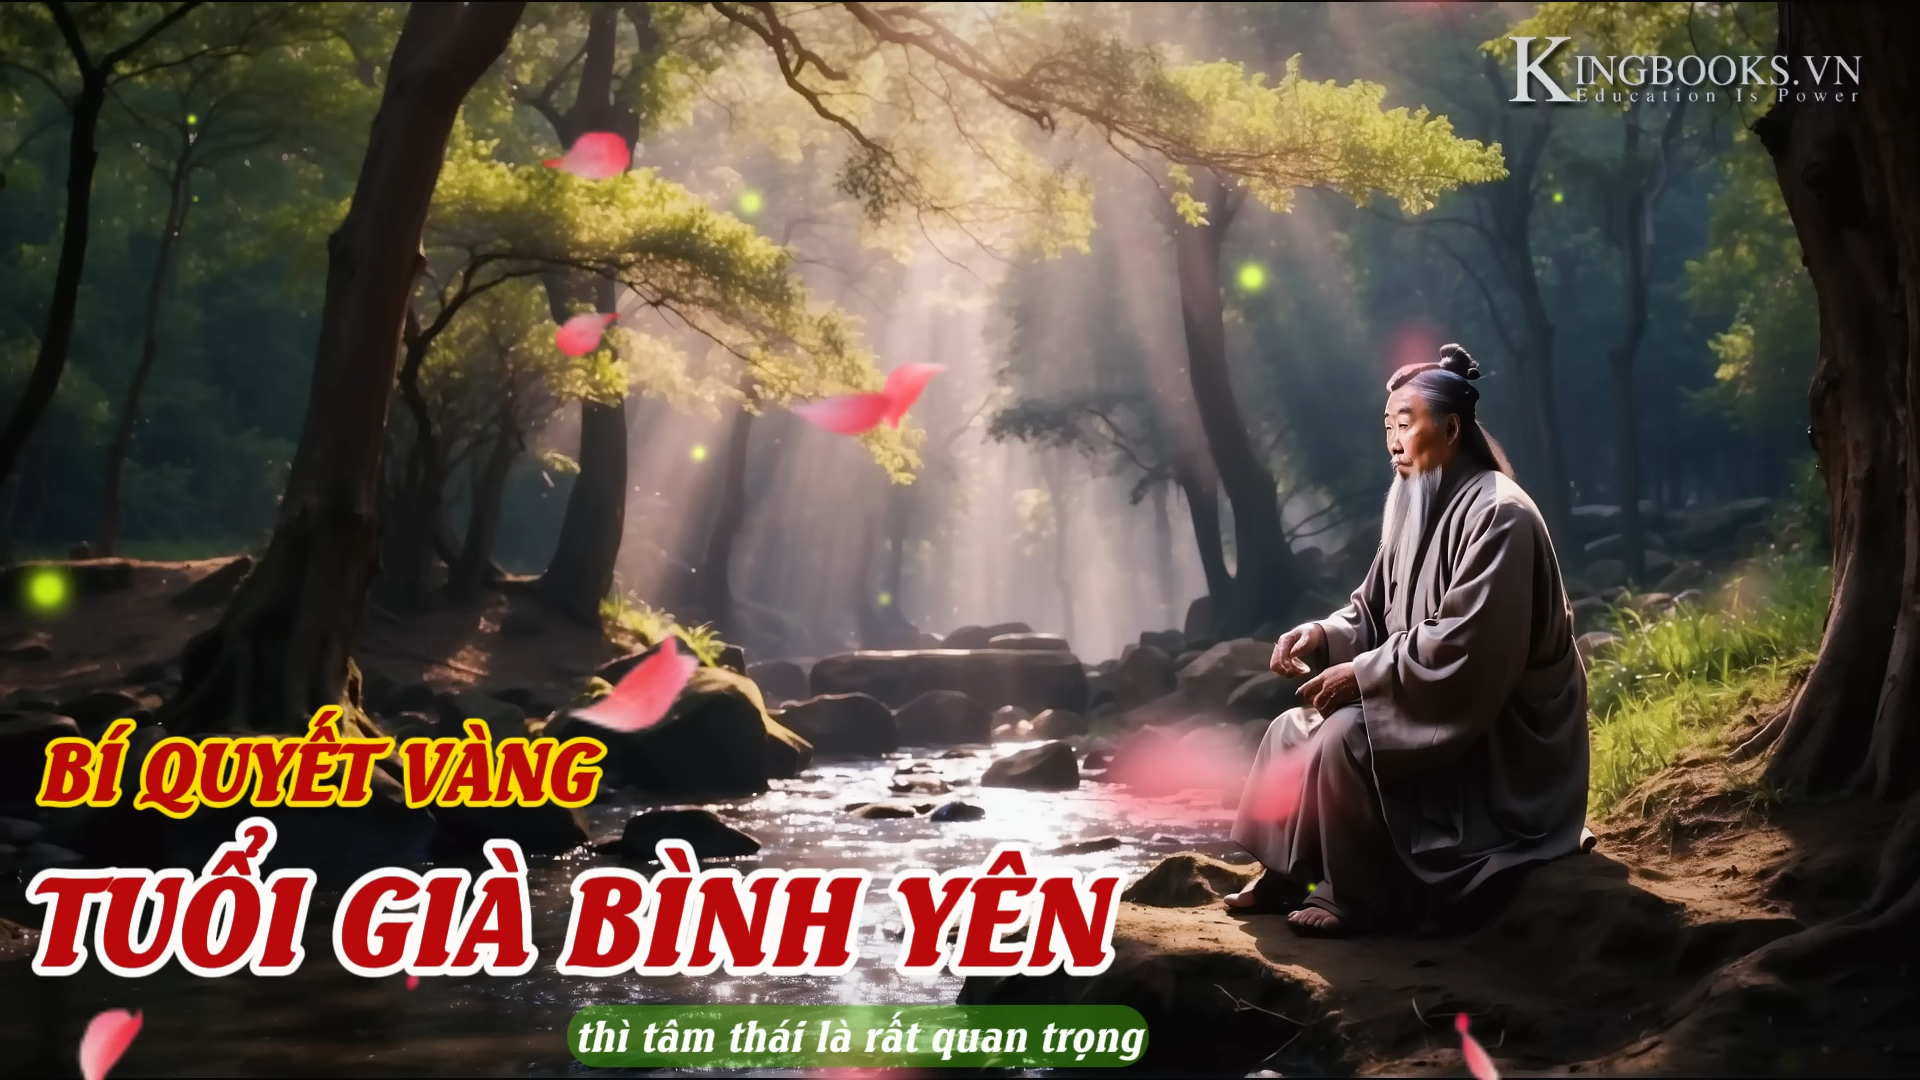 KINGBOOKS.VN
Education Is Power
BÍ QUYẾT VÀNG
TUỔI GIÀ BÌNH YÊN
thì tâm thái là rất quan trọng